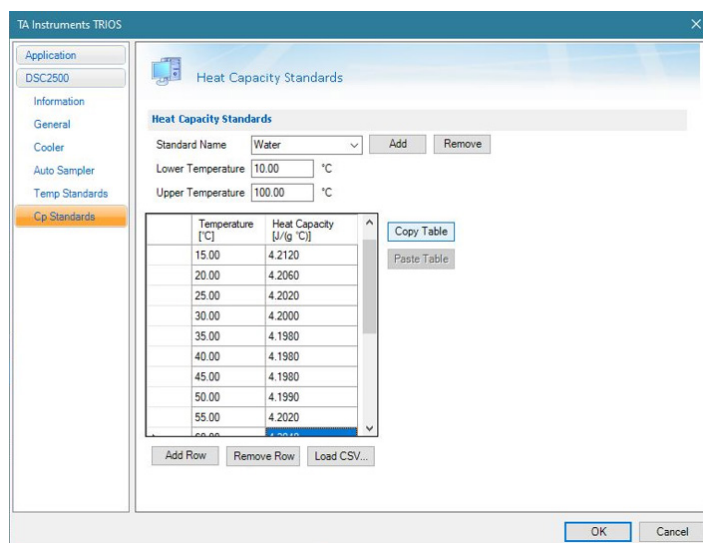 TA Instruments TRIOS
Application
DSC2500
Information
General
Cooler
Auto Sampler
Temp Standards
Cp Standards
Heat Capacity Standards
Heat Capacity Standards
Standard Name Water Add Remove
Lower Temperature 10.00 °C
Upper Temperature 100.00 °C
Temperature [°C] Heat Capacity [J/(g °C)]
15.00 4.2120
20.00 4.2060
25.00 4.2020
30.00 4.2000
35.00 4.1980
40.00 4.1980
45.00 4.1980
50.00 4.1990
55.00 4.2020
Copy Table
Paste Table
Add Row Remove Row Load CSV...
OK Cancel